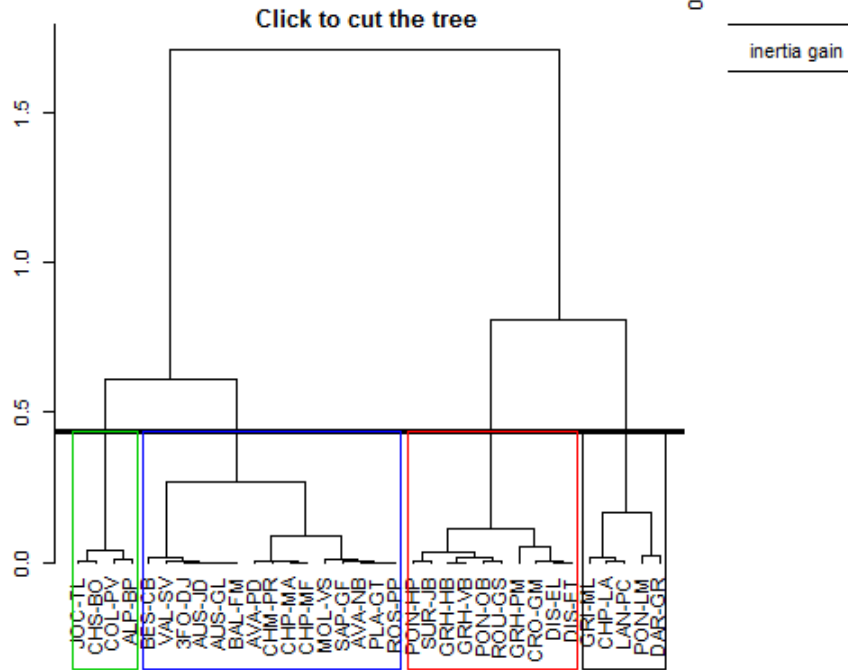 Click to cut the tree
0
inertia gain
1.5
1.0
0.5
0.0
JOC-TL
CHS-BO
COL-PV
ALP-BP
BES-CB
VAL-SV
3FO-DJ
AUS-JD
AUS-GL
BAL-FM
AVA-PD
CHM-PR
CHP-MA
CHP-MF
MOL-VS
SAP-GF
AVA-NB
PLA-GT
ROS-PP
PON-HP
SUR-JB
GRH-HB
GRH-VB
PON-OB
ROU-GS
GRH-PM
CRO-GM
DIS-EL
DIS-FT
GRI-ML
CHP-LA
LAN-PC
PON-LM
DAR-GR